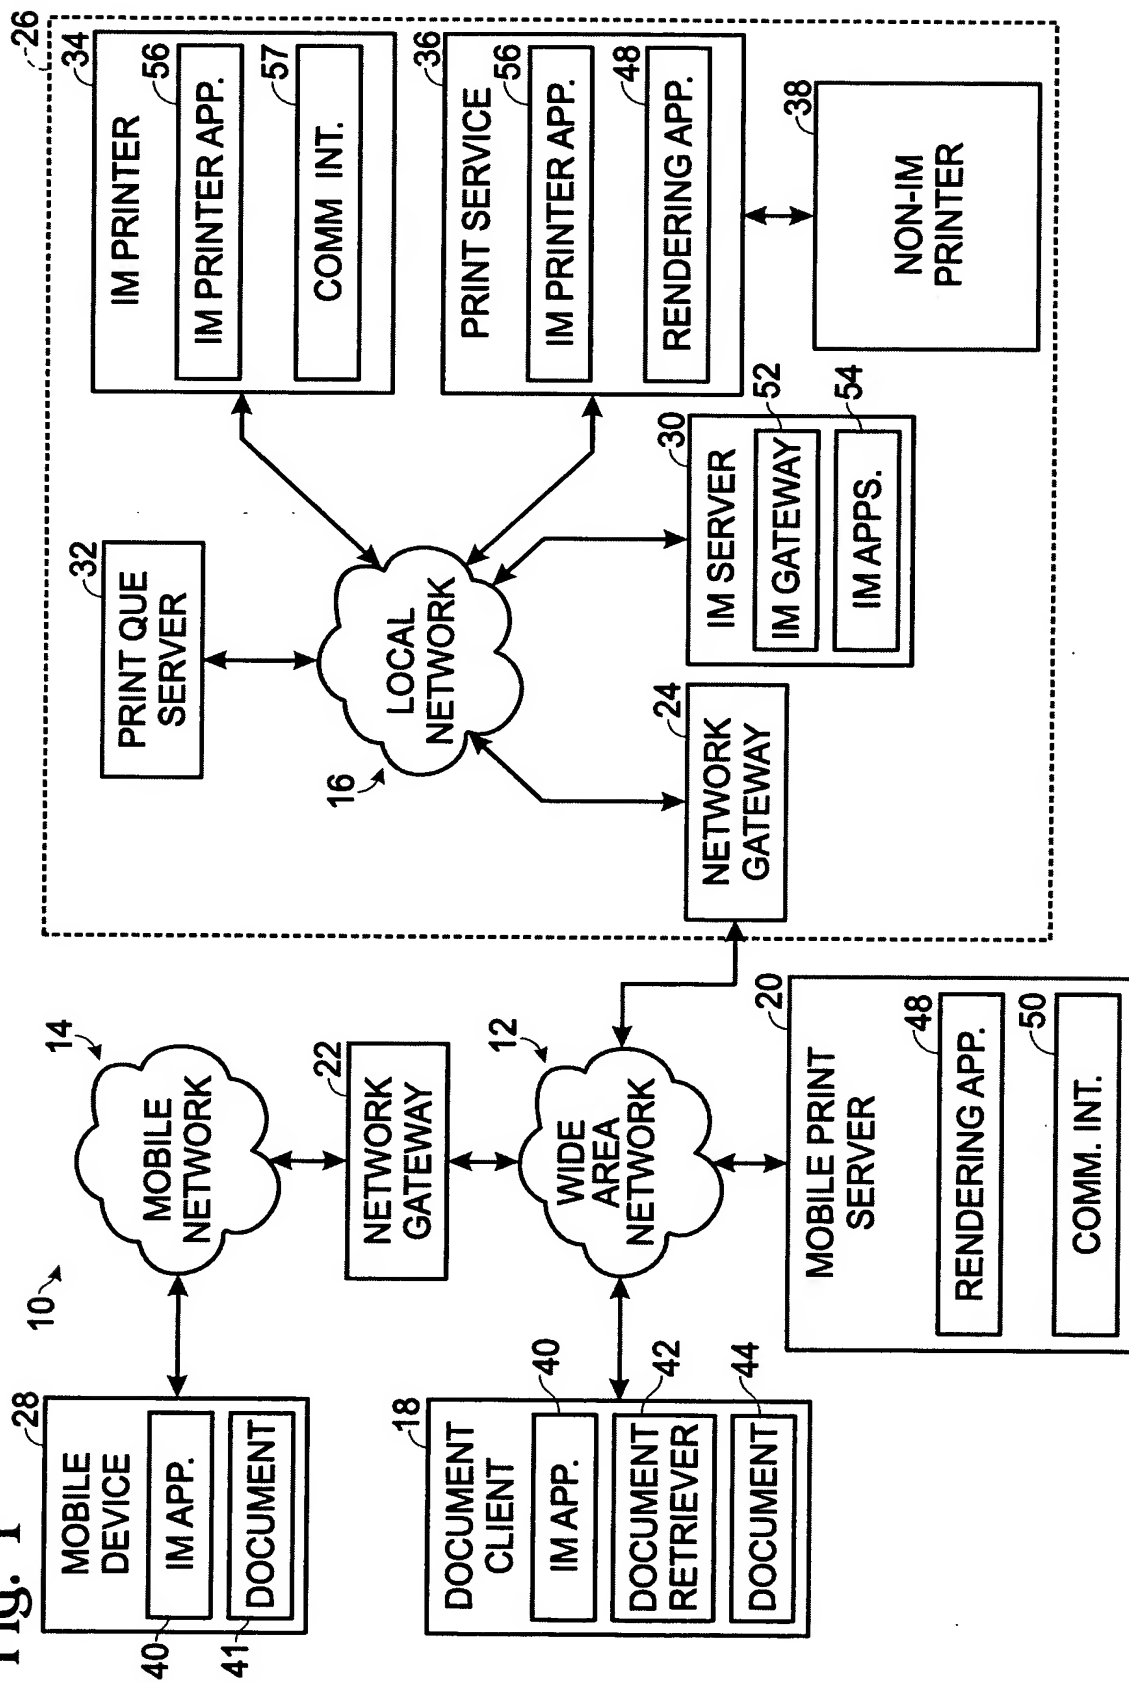 Fig. 1
10
28
MOBILE
DEVICE
IM APP.
40
DOCUMENT
41
14
MOBILE
NETWORK
22
NETWORK
GATEWAY
12
WIDE
AREA
NETWORK
18
DOCUMENT
CLIENT
IM APP.
40
DOCUMENT
RETRIEVER
42
DOCUMENT
44
20
MOBILE PRINT
SERVER
RENDERING APP.
48
COMM. INT.
50
26
32
PRINT QUE
SERVER
16
LOCAL
NETWORK
24
NETWORK
GATEWAY
30
IM SERVER
IM GATEWAY
52
IM APPS.
54
34
IM PRINTER
IM PRINTER APP.
56
COMM INT.
57
36
PRINT SERVICE
IM PRINTER APP.
56
RENDERING APP.
48
38
NON-IM
PRINTER